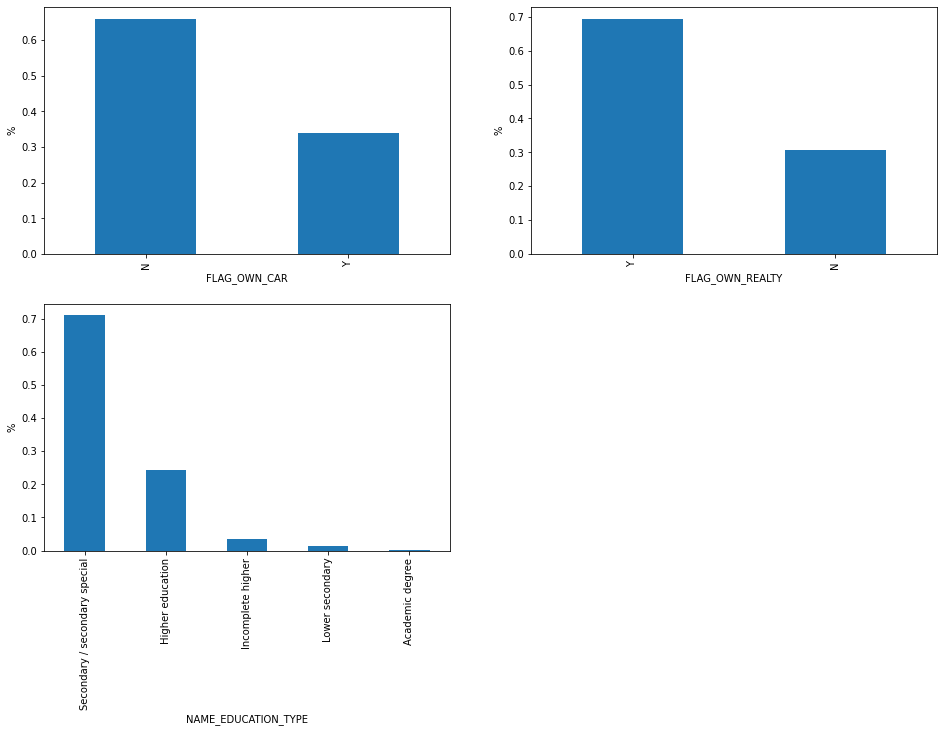 0.6
0.5
0.4
0.3
0.2
0.1
0.0
%
N
Y
FLAG_OWN_CAR
0.7
0.6
0.5
0.4
0.3
0.2
0.1
0.0
%
Y
N
FLAG_OWN_REALTY
0.7
0.6
0.5
0.4
0.3
0.2
0.1
0.0
%
Secondary / secondary special
Higher education
Incomplete higher
Lower secondary
Academic degree
NAME_EDUCATION_TYPE